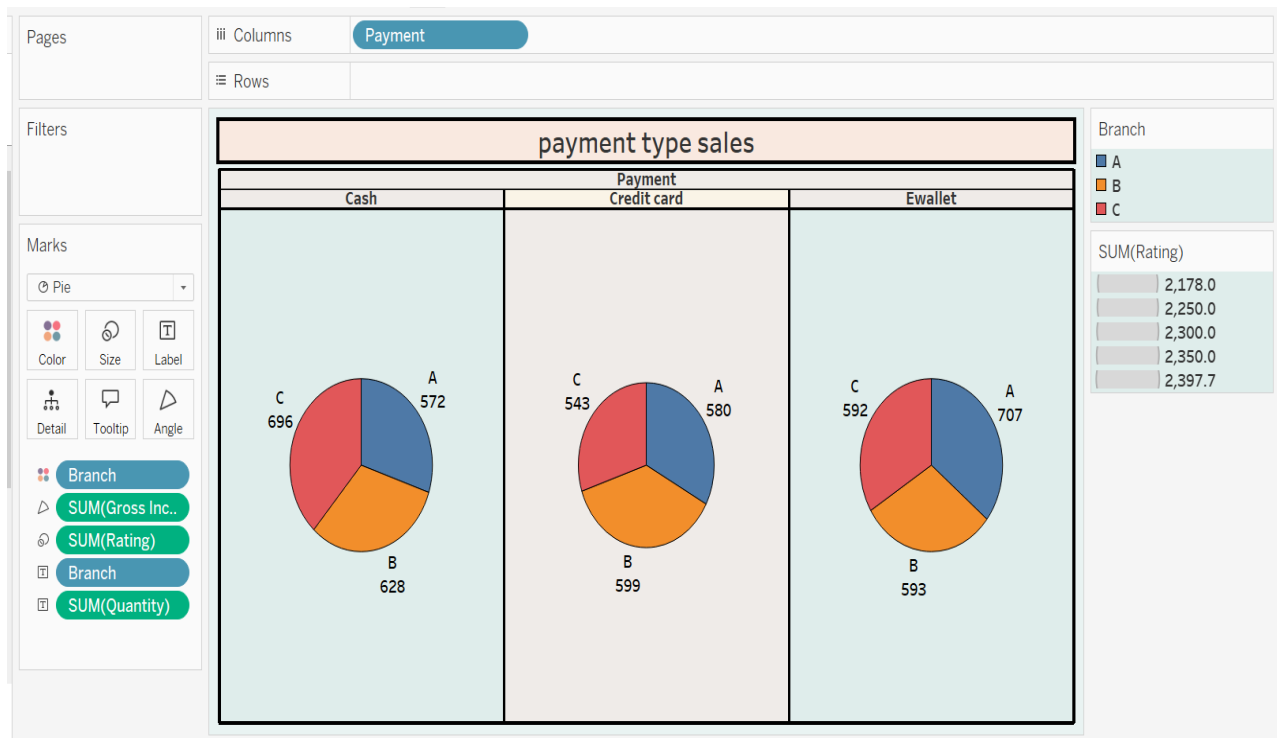 Pages
Columns
Payment
Rows
Filters
Marks
Pie
Color
Size
T
Label
Detail
Tooltip
Angle
Branch
SUM(Gross Inc..
SUM(Rating)
T
Branch
T
SUM(Quantity)
payment type sales
Payment
Cash
Credit card
Ewallet
C
696
A
572
B
628
C
543
A
580
B
599
C
592
A
707
B
593
Branch
A
B
C
SUM(Rating)
2,178.0
2,250.0
2,300.0
2,350.0
2,397.7